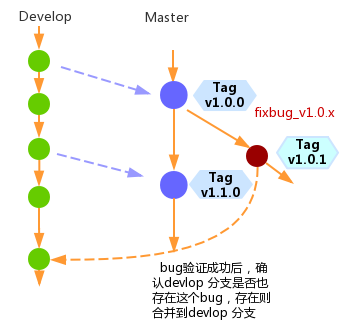 Develop
Master
Tag
v1.0.0
fixbug_v1.0.x
Tag
v1.0.1
Tag
v1.1.0
bug验证成功后，确
认devlop 分支是否也
存在这个bug，存在则
合并到devlop 分支